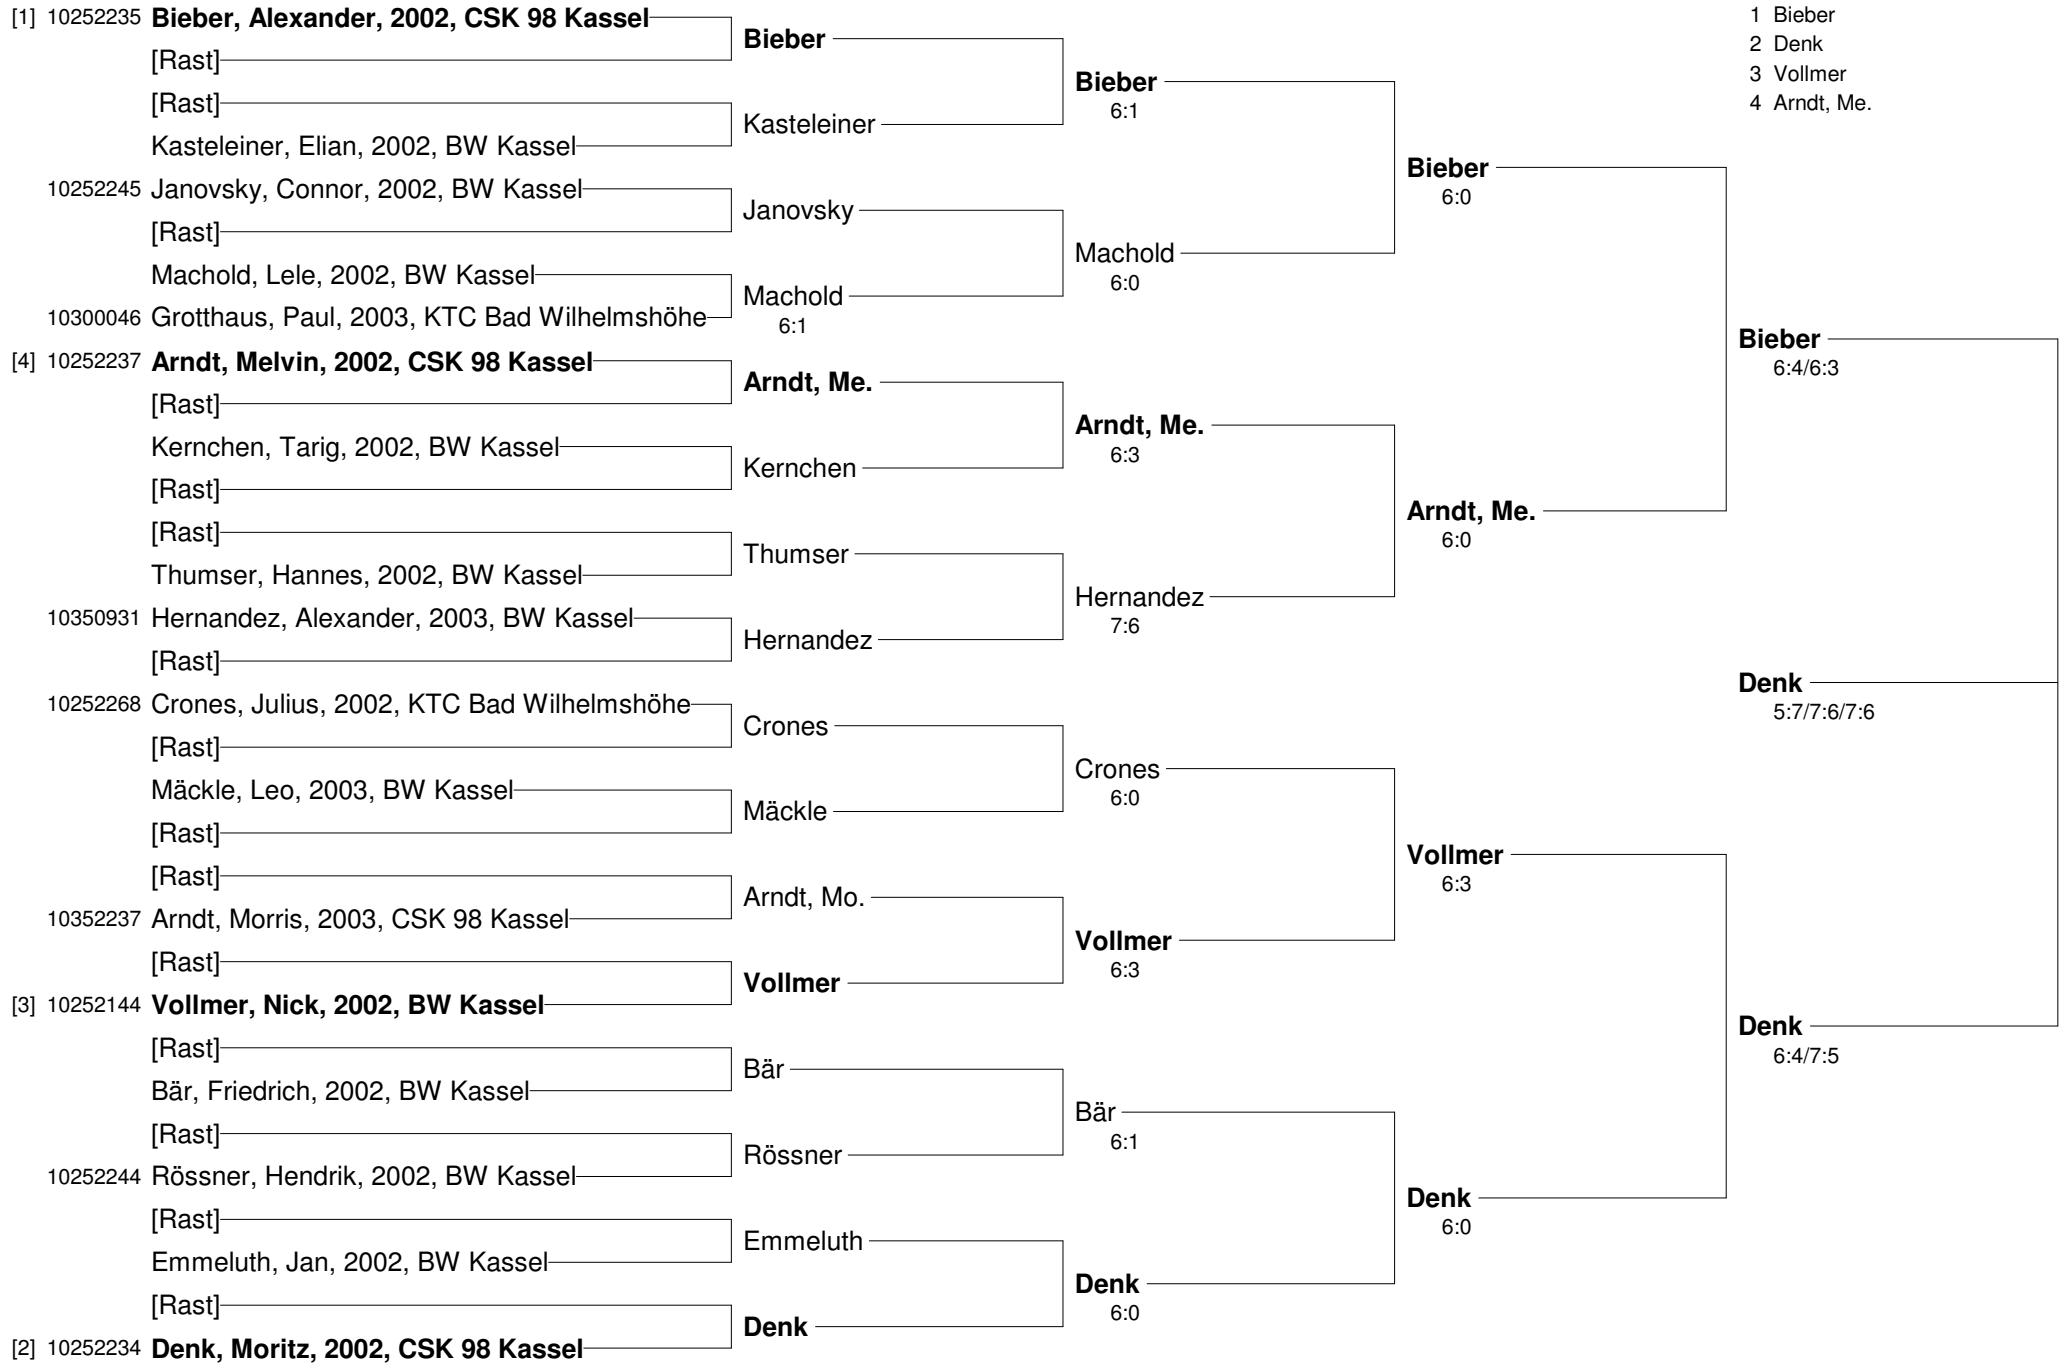 [1] 10252235 Bieber, Alexander, 2002, CSK 98 Kassel
[Rast]
[Rast]
Kasteleiner, Elian, 2002, BW Kassel
10252245 Janovsky, Connor, 2002, BW Kassel
[Rast]
Machold, Lele, 2002, BW Kassel
10300046 Grotthaus, Paul, 2003, KTC Bad Wilhelmshöhe
[4] 10252237 Arndt, Melvin, 2002, CSK 98 Kassel
[Rast]
Kernchen, Tarig, 2002, BW Kassel
[Rast]
[Rast]
Thumser, Hannes, 2002, BW Kassel
10350931 Hernandez, Alexander, 2003, BW Kassel
[Rast]
10252268 Crones, Julius, 2002, KTC Bad Wilhelmshöhe
[Rast]
Mäckle, Leo, 2003, BW Kassel
[Rast]
[Rast]
10352237 Arndt, Morris, 2003, CSK 98 Kassel
[Rast]
[3] 10252144 Vollmer, Nick, 2002, BW Kassel
[Rast]
Bär, Friedrich, 2002, BW Kassel
[Rast]
10252244 Rössner, Hendrik, 2002, BW Kassel
[Rast]
Emmeluth, Jan, 2002, BW Kassel
[Rast]
[2] 10252234 Denk, Moritz, 2002, CSK 98 Kassel
Bieber
Kasteleiner
Janovsky
Machold
6:1
Arndt, Me.
Kernchen
Thumser
Hernandez
Crones
Mäckle
Arndt, Mo.
Vollmer
Bär
Rössner
Emmeluth
Denk
Bieber
6:1
Machold
6:0
Arndt, Me.
6:3
Hernandez
7:6
Crones
6:0
Vollmer
6:3
Bär
6:1
Denk
6:0
Bieber
6:0
Arndt, Me.
6:0
Vollmer
6:3
Denk
6:0
Bieber
6:4/6:3
Denk
5:7/7:6/7:6
Denk
6:4/7:5
1 Bieber
2 Denk
3 Vollmer
4 Arndt, Me.